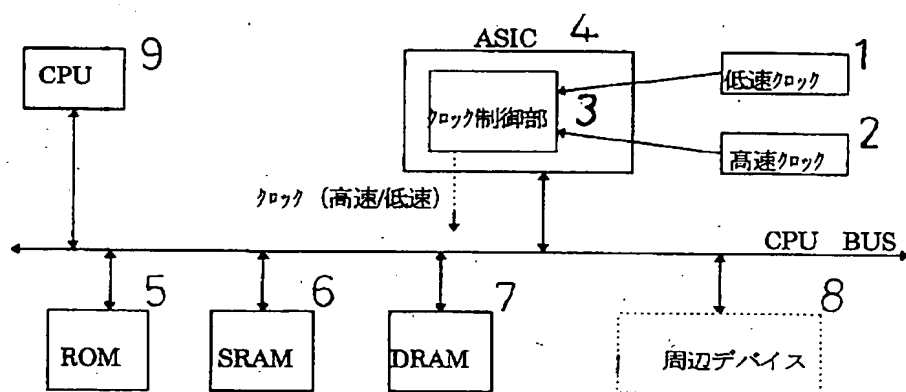 CPU 9
ASIC 4
クロック制御部 3
低速クロック 1
高速クロック 2
クロック (高速/低速)
CPU BUS
ROM 5
SRAM 6
DRAM 7
周辺デバイス 8